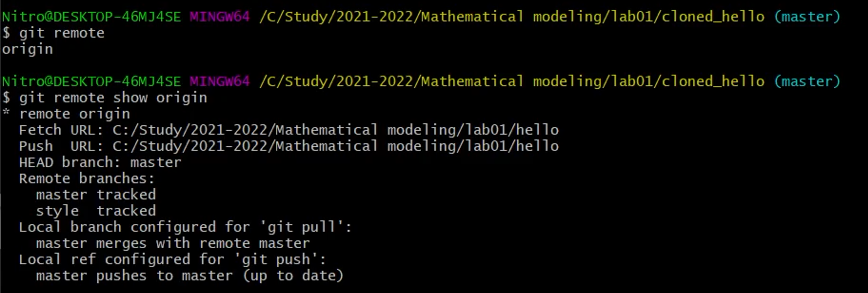 Nitro@DESKTOP-46MJ4SE MINGW64 /C/Study/2021-2022/Mathematical modeling/lab01/cloned_hello (master)
$ git remote
origin
Nitro@DESKTOP-46MJ4SE MINGW64 /C/Study/2021-2022/Mathematical modeling/lab01/cloned_hello (master)
$ git remote show origin
* remote origin
  Fetch URL: C:/Study/2021-2022/Mathematical modeling/lab01/hello
  Push  URL: C:/Study/2021-2022/Mathematical modeling/lab01/hello
  HEAD branch: master
  Remote branches:
    master tracked
    style  tracked
  Local branch configured for 'git pull':
    master merges with remote master
  Local ref configured for 'git push':
    master pushes to master (up to date)